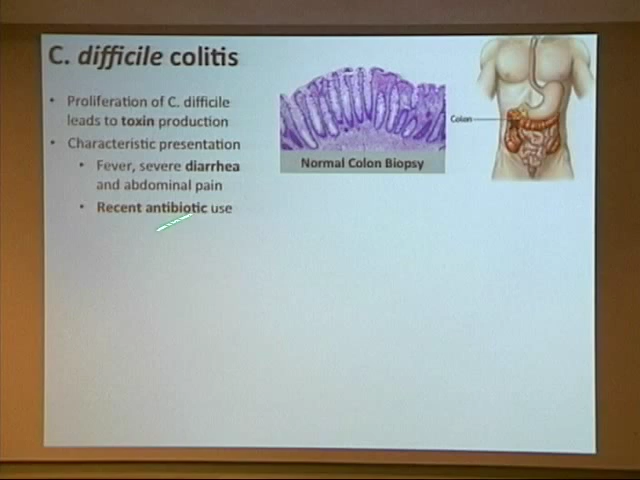 C. difficile colitis
• Proliferation of C. difficile
leads to toxin production
• Characteristic presentation
• Fever, severe diarrhea
and abdominal pain
• Recent antibiotic use
Normal Colon Biopsy
Colon